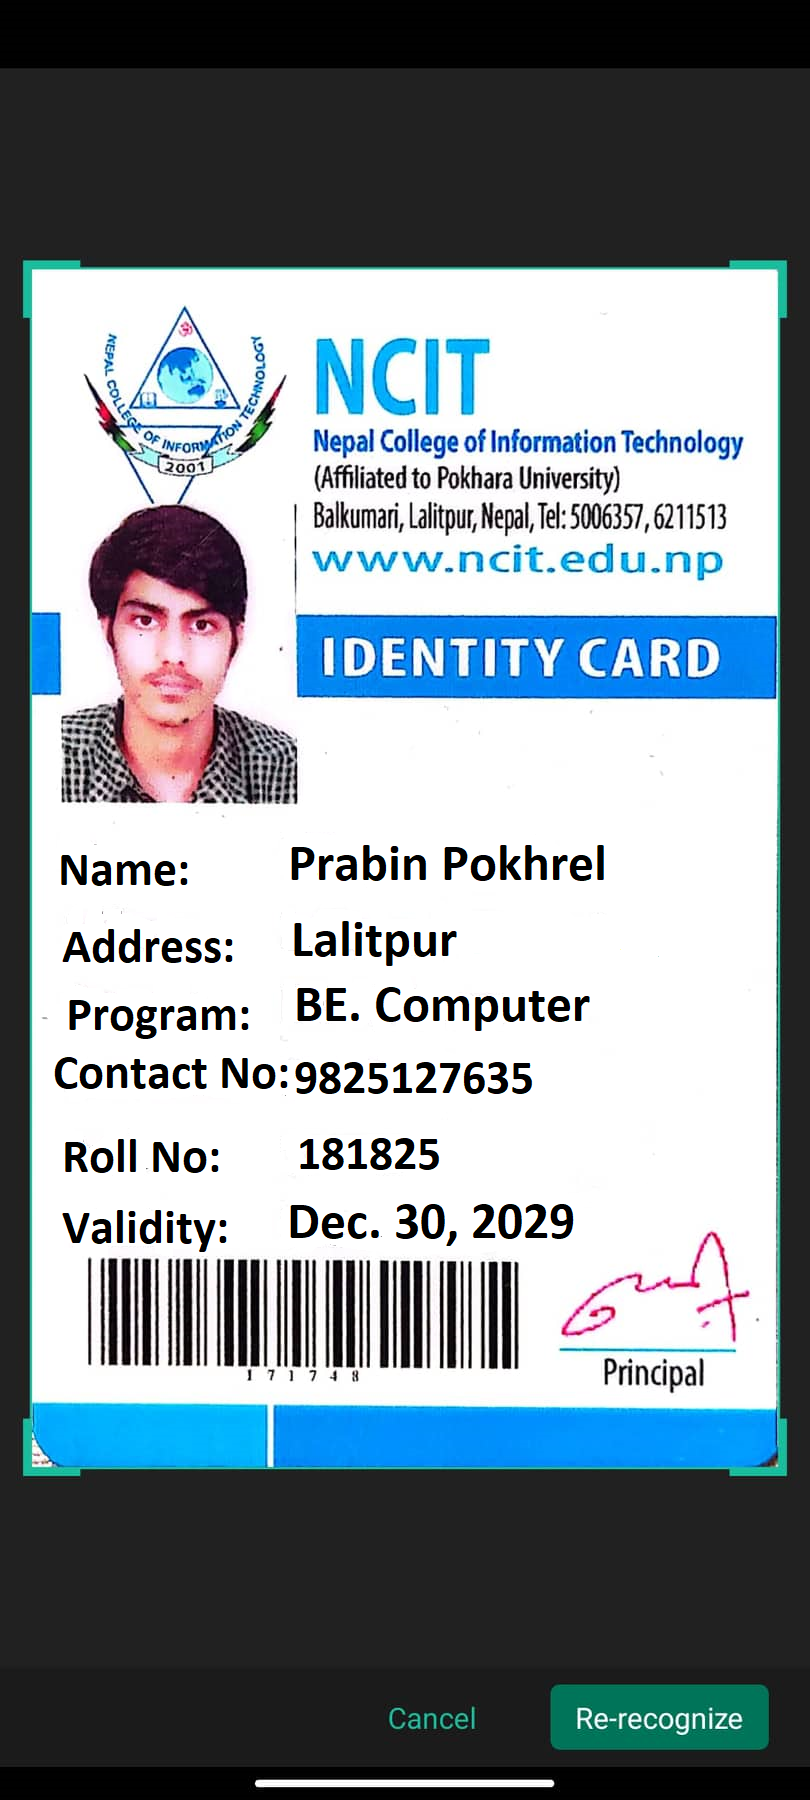 NEPAL COLLEGE OF INFORMATION TECHNOLOGY
2001
NCIT
Nepal College of Information Technology
(Affiliated to Pokhara University)
Balkumari, Lalitpur, Nepal, Tel: 5006357, 6211513
www.ncit.edu.np
IDENTITY CARD
Name: Prabin Pokhrel
Address: Lalitpur
Program: BE. Computer
Contact No: 9825127635
Roll No: 181825
Validity: Dec. 30, 2029
171748
Principal
Cancel
Re-recognize